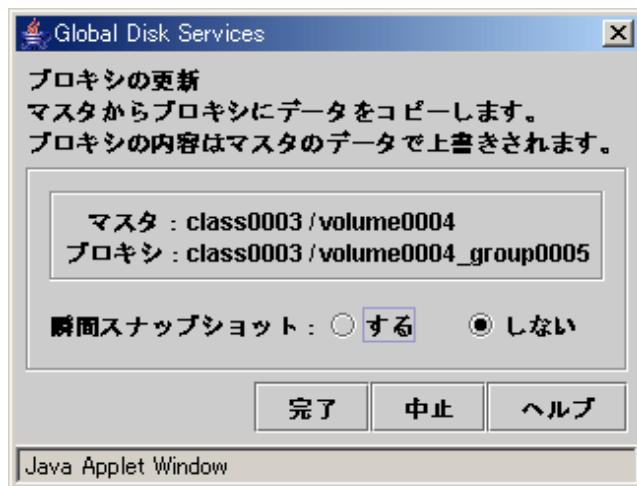 Global Disk Services
プロキシの更新
マスタからプロキシにデータをコピーします。
プロキシの内容はマスタのデータで上書きされます。
マスタ : class0003 / volume0004
プロキシ : class0003 / volume0004_group0005
瞬間スナップショット : する しない
完了 中止 ヘルプ
Java Applet Window